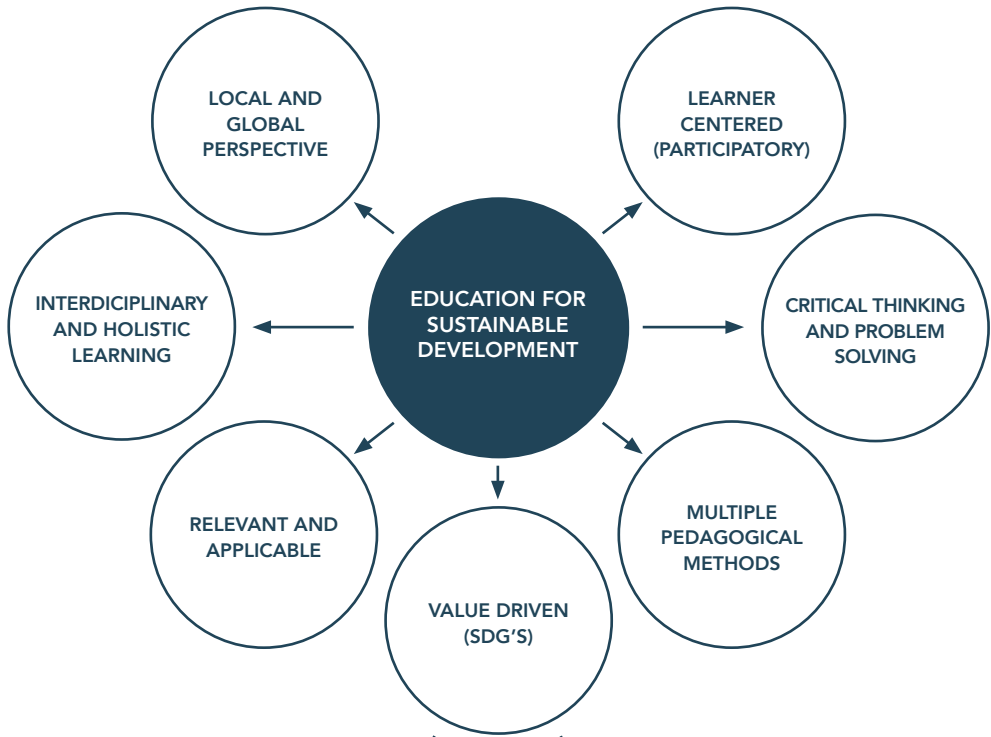 LOCAL AND
GLOBAL
PERSPECTIVE
LEARNER
CENTERED
(PARTICIPATORY)
INTERDICIPLINARY
AND HOLISTIC
LEARNING
EDUCATION FOR
SUSTAINABLE
DEVELOPMENT
CRITICAL THINKING
AND PROBLEM
SOLVING
RELEVANT AND
APPLICABLE
VALUE DRIVEN
(SDG'S)
MULTIPLE
PEDAGOGICAL
METHODS